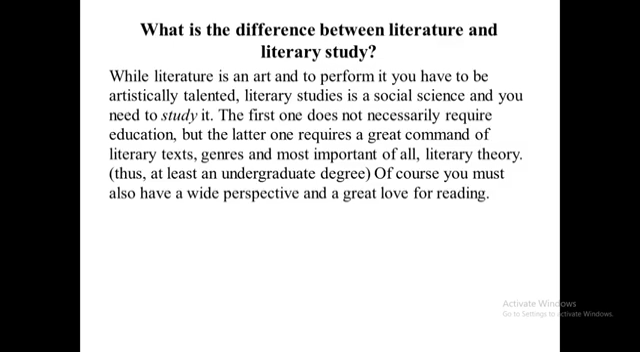 What is the difference between literature and
literary study?
While literature is an art and to perform it you have to be
artistically talented, literary studies is a social science and you
need to study it. The first one does not necessarily require
education, but the latter one requires a great command of
literary texts, genres and most important of all, literary theory.
(thus, at least an undergraduate degree) Of course you must
also have a wide perspective and a great love for reading.
Activate Windows
Go to Settings to activate Windows.